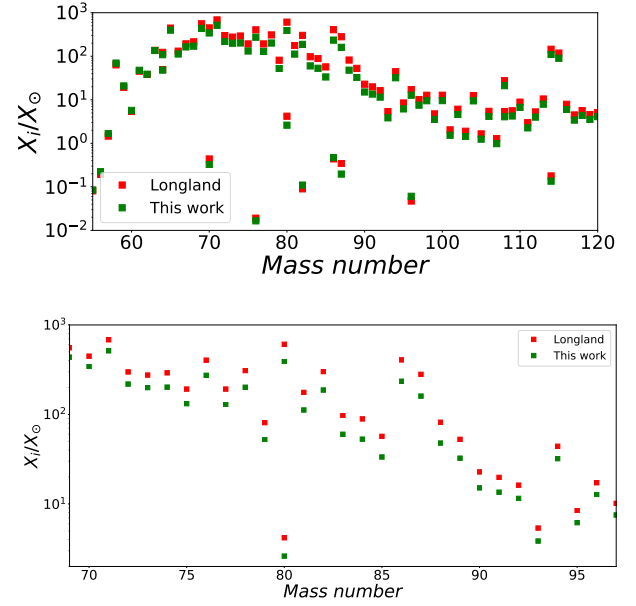 10³
10²
10¹
10⁰
10⁻¹
10⁻²
X_i/X_⊙
Longland
This work
60 70 80 90 100 110 120
Mass number
10³
10²
10¹
X_i/X_⊙
Longland
This work
70 75 80 85 90 95
Mass number